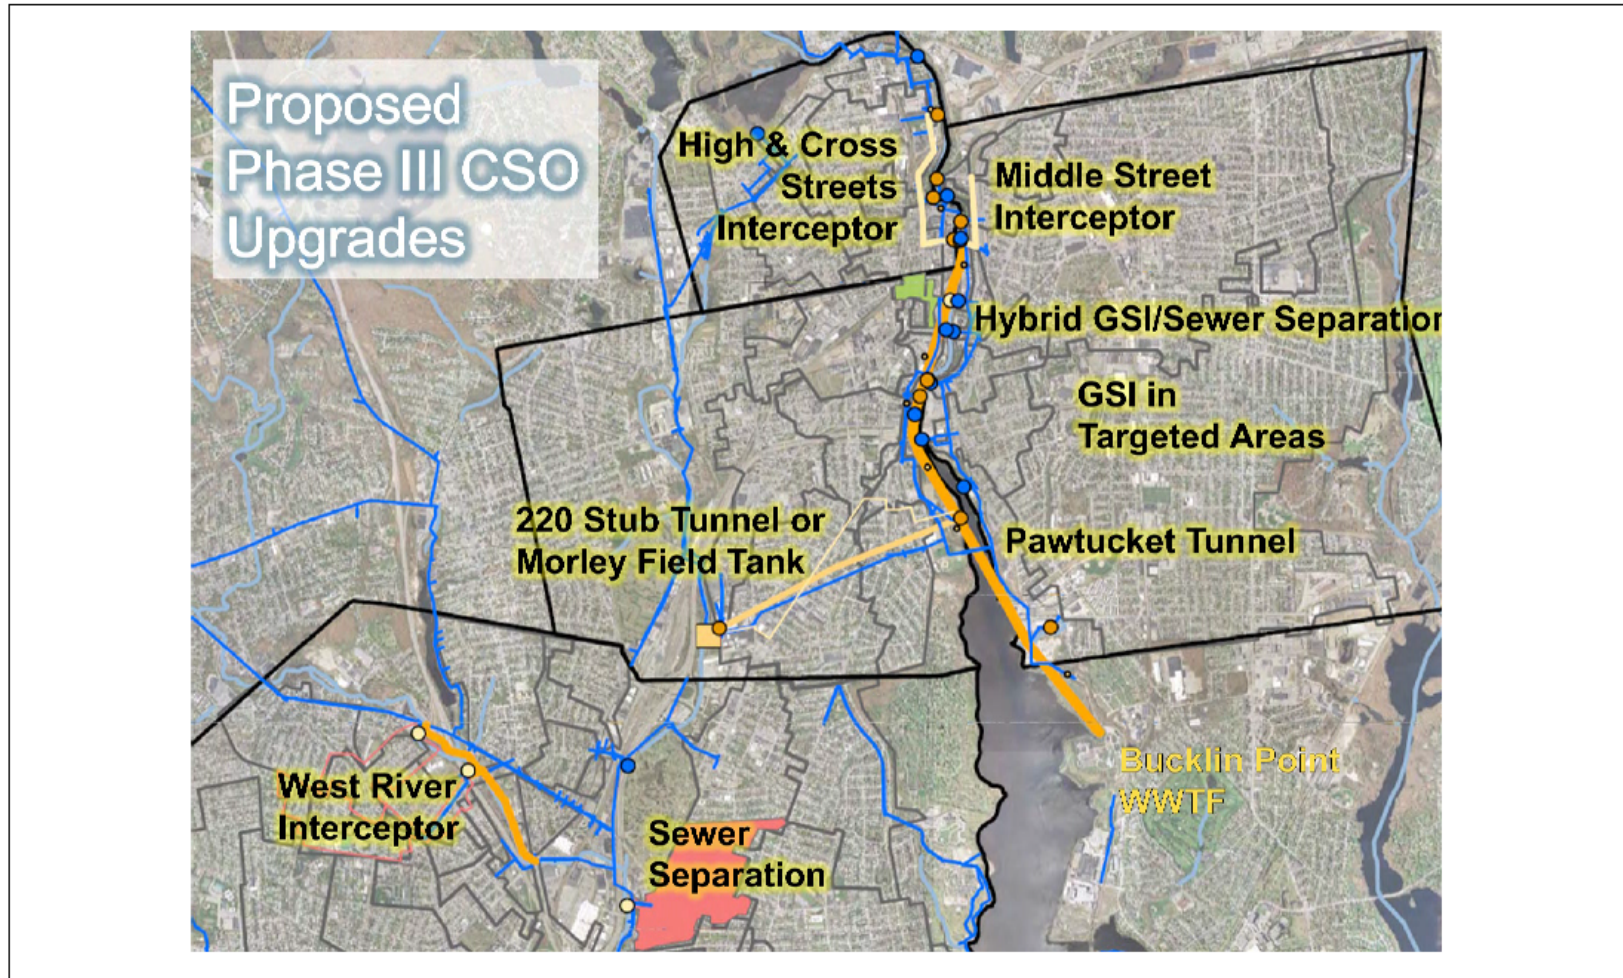 Proposed
Phase III CSO
Upgrades
High & Cross
Streets
Interceptor
Middle Street
Interceptor
Hybrid GSI/Sewer Separation
GSI in
Targeted Areas
220 Stub Tunnel or
Morley Field Tank
Pawtucket Tunnel
Bucklin Point
WWTF
West River
Interceptor
Sewer
Separation